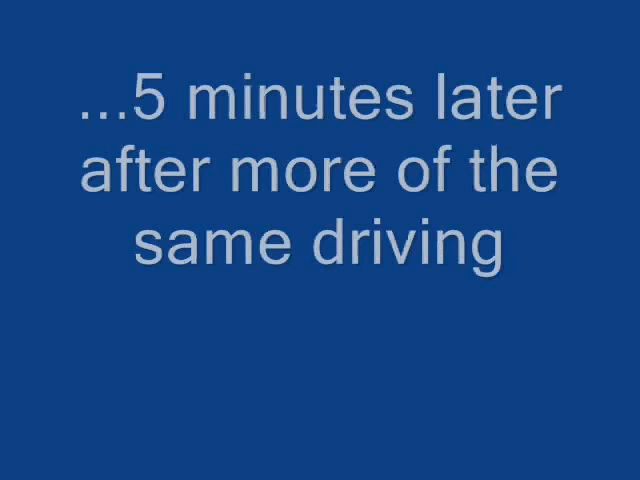 ...5 minutes later
after more of the
same driving